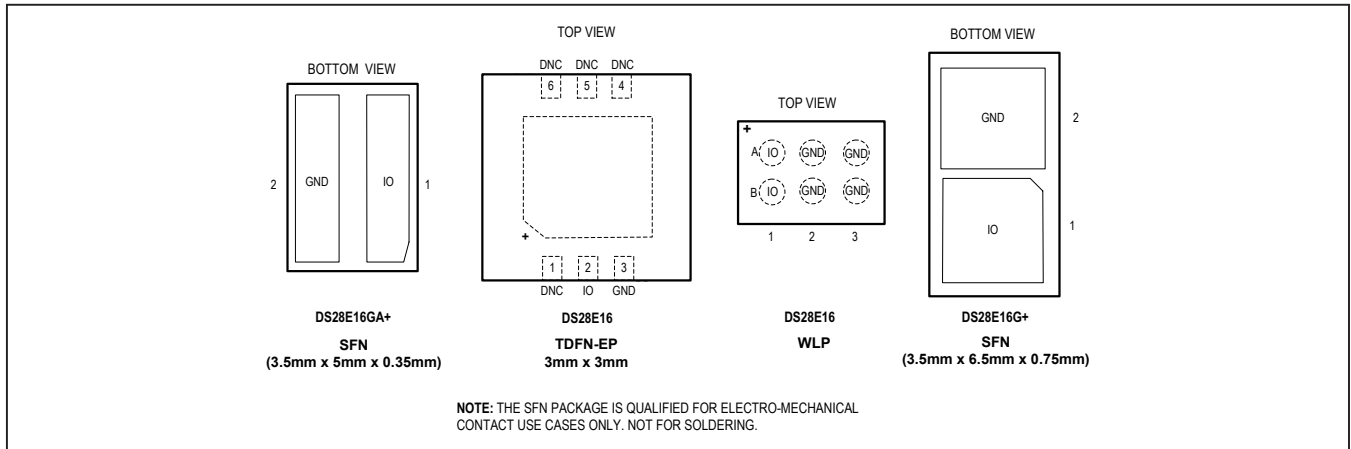 BOTTOM VIEW
2
GND
IO
1
DS28E16GA+
SFN
(3.5mm x 5mm x 0.35mm)
TOP VIEW
DNC DNC DNC
6 5 4
+
1 2 3
DNC IO GND
DS28E16
TDFN-EP
3mm x 3mm
TOP VIEW
+
A IO GND GND
B IO GND GND
1 2 3
DS28E16
WLP
BOTTOM VIEW
GND
2
IO
1
DS28E16G+
SFN
(3.5mm x 6.5mm x 0.75mm)
NOTE: THE SFN PACKAGE IS QUALIFIED FOR ELECTRO-MECHANICAL
CONTACT USE CASES ONLY. NOT FOR SOLDERING.